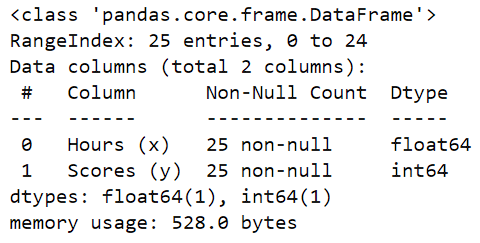 <class 'pandas.core.frame.DataFrame'>
RangeIndex: 25 entries, 0 to 24
Data columns (total 2 columns):
 #   Column      Non-Null Count  Dtype
---  ------      --------------  -----
 0   Hours (x)   25 non-null     float64
 1   Scores (y)  25 non-null     int64
dtypes: float64(1), int64(1)
memory usage: 528.0 bytes